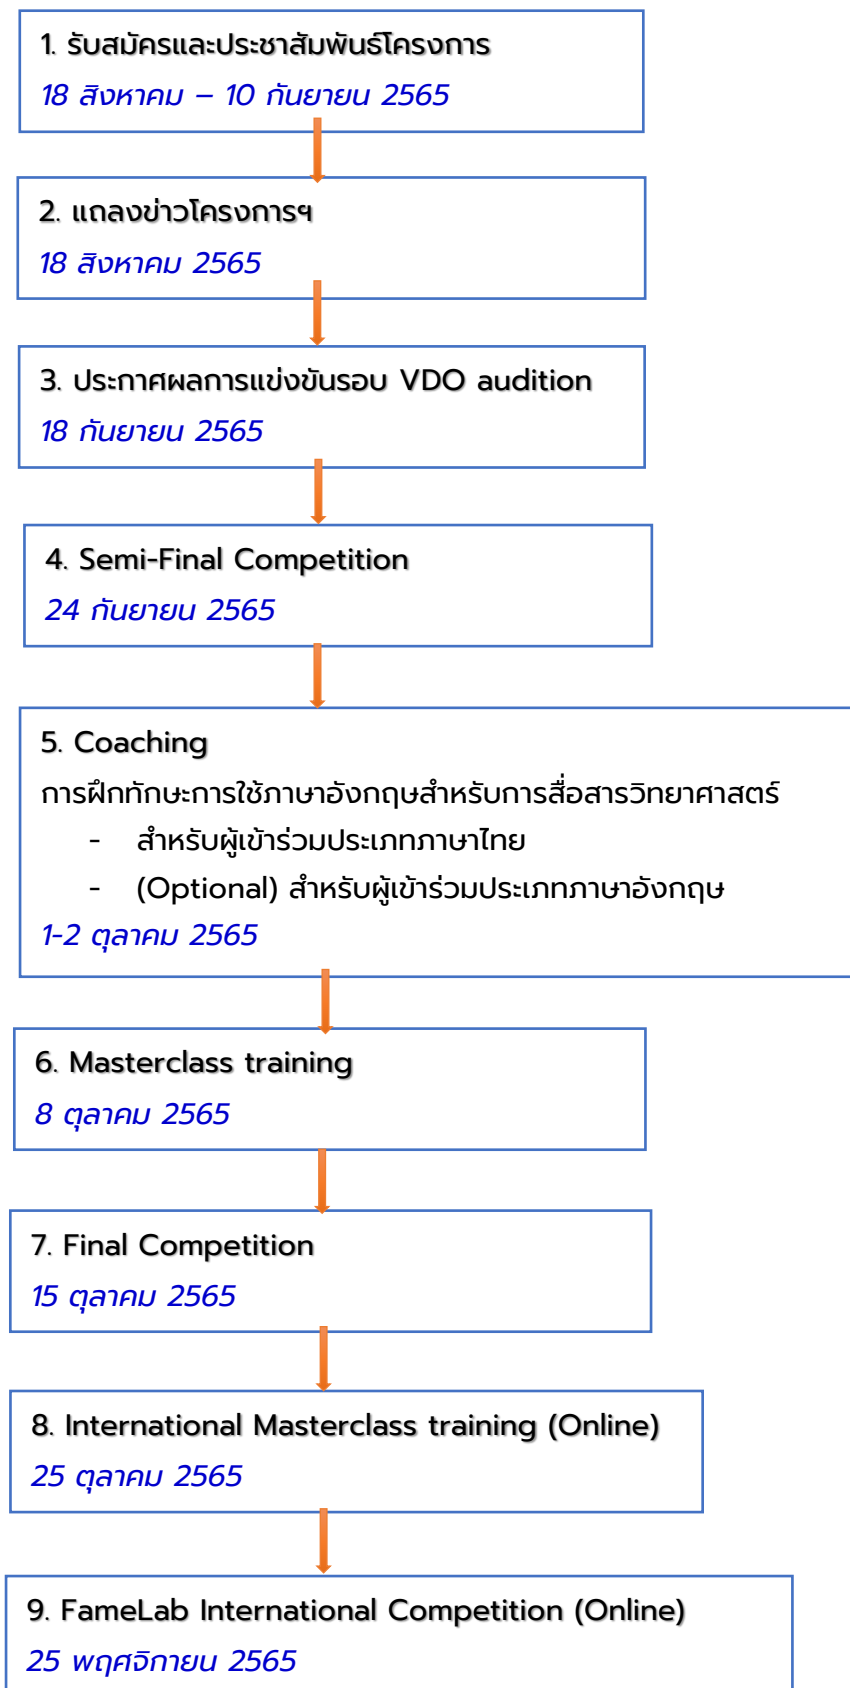 1. รับสมัครและประชาสัมพันธ์โครงการ
18 สิงหาคม – 10 กันยายน 2565
2. แถลงข่าวโครงการฯ
18 สิงหาคม 2565
3. ประกาศผลการแข่งขันรอบ VDO audition
18 กันยายน 2565
4. Semi-Final Competition
24 กันยายน 2565
5. Coaching
การฝึกทักษะการใช้ภาษาอังกฤษสำหรับการสื่อสารวิทยาศาสตร์
- สำหรับผู้เข้าร่วมประเภทภาษาไทย
- (Optional) สำหรับผู้เข้าร่วมประเภทภาษาอังกฤษ
1-2 ตุลาคม 2565
6. Masterclass training
8 ตุลาคม 2565
7. Final Competition
15 ตุลาคม 2565
8. International Masterclass training (Online)
25 ตุลาคม 2565
9. FameLab International Competition (Online)
25 พฤศจิกายน 2565